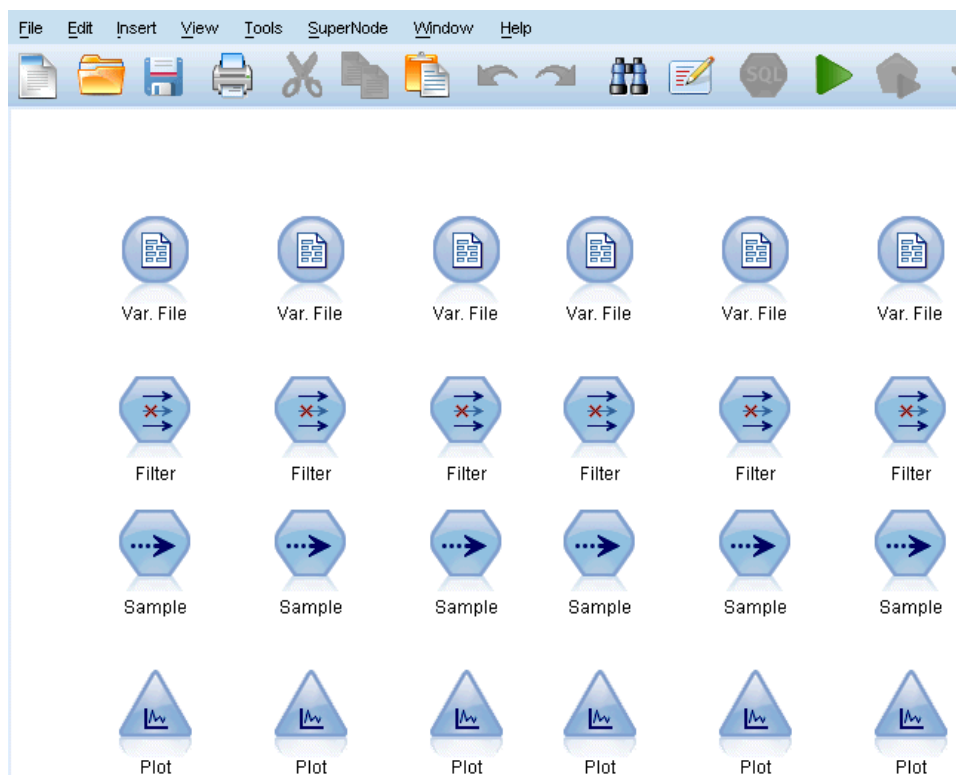 File Edit Insert View Tools SuperNode Window Help
SQL
Var. File Var. File Var. File Var. File Var. File Var. File
Filter Filter Filter Filter Filter Filter
Sample Sample Sample Sample Sample Sample
Plot Plot Plot Plot Plot Plot